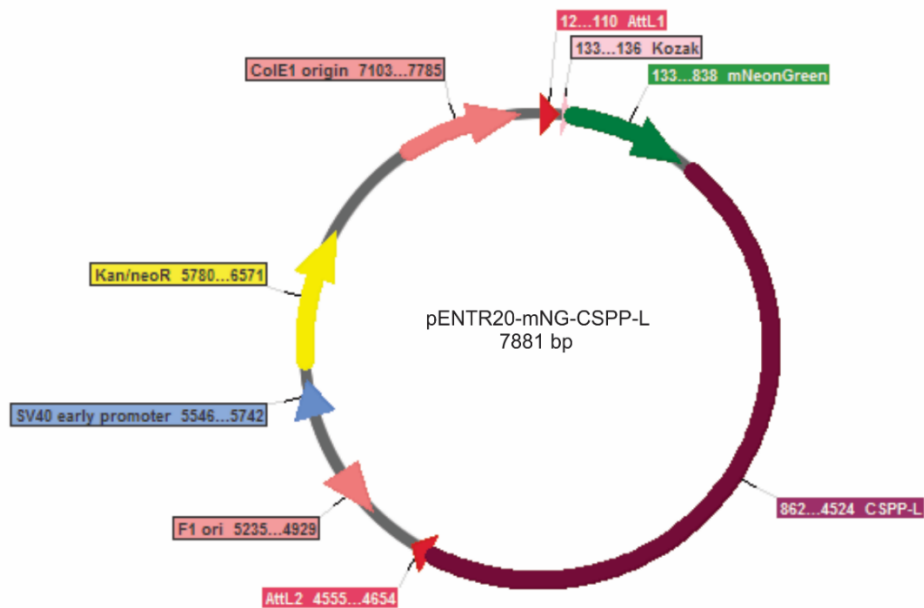 12...110 AttL1
133...136 Kozak
ColE1 origin 7103...7785
133...838 mNeonGreen
Kan/neoR 5780...6571
pENTR20-mNG-CSPP-L
7881 bp
SV40 early promoter 5546...5742
862...4524 CSPP-L
F1 ori 5235...4929
AttL2 4555...4654